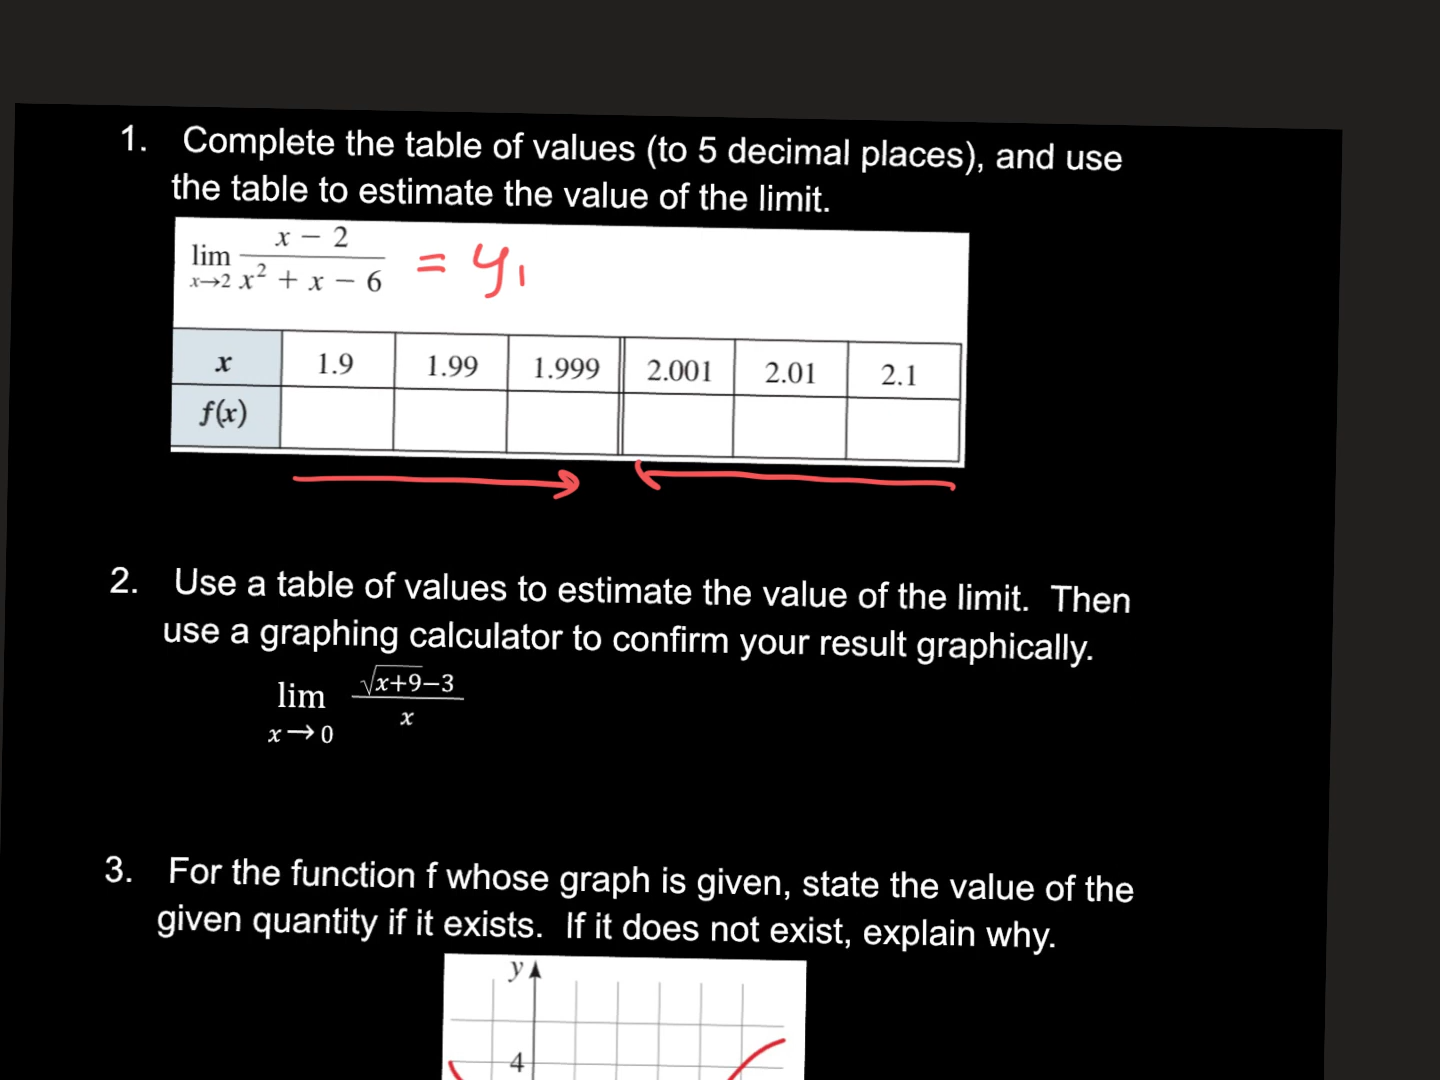 1. Complete the table of values (to 5 decimal places), and use
the table to estimate the value of the limit.
lim x→2 (x − 2)/(x² + x − 6) = y₁
x 1.9 1.99 1.999 2.001 2.01 2.1
f(x)
2. Use a table of values to estimate the value of the limit. Then
use a graphing calculator to confirm your result graphically.
lim x→0 (√x+9−3)/x
3. For the function f whose graph is given, state the value of the
given quantity if it exists. If it does not exist, explain why.
y
4